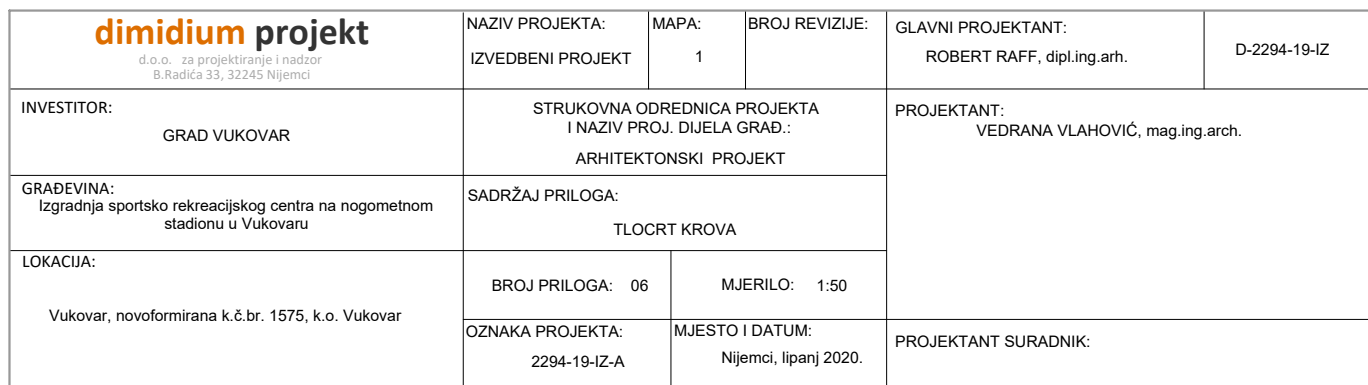 dimidium projekt
d.o.o. za projektiranje i nadzor
B.Radića 33, 32245 Nijemci
NAZIV PROJEKTA:
IZVEDBENI PROJEKT
MAPA:
1
BROJ REVIZIJE:
GLAVNI PROJEKTANT:
ROBERT RAFF, dipl.ing.arh.
D-2294-19-IZ
INVESTITOR:
GRAD VUKOVAR
STRUKOVNA ODREDNICA PROJEKTA
I NAZIV PROJ. DIJELA GRAĐ.:
ARHITEKTONSKI PROJEKT
PROJEKTANT:
VEDRANA VLAHOVIĆ, mag.ing.arch.
GRAĐEVINA:
Izgradnja sportsko rekreacijskog centra na nogometnom
stadionu u Vukovaru
SADRŽAJ PRILOGA:
TLOCRT KROVA
LOKACIJA:
Vukovar, novoformirana k.č.br. 1575, k.o. Vukovar
BROJ PRILOGA: 06
MJERILO: 1:50
OZNAKA PROJEKTA:
2294-19-IZ-A
MJESTO I DATUM:
Nijemci, lipanj 2020.
PROJEKTANT SURADNIK: